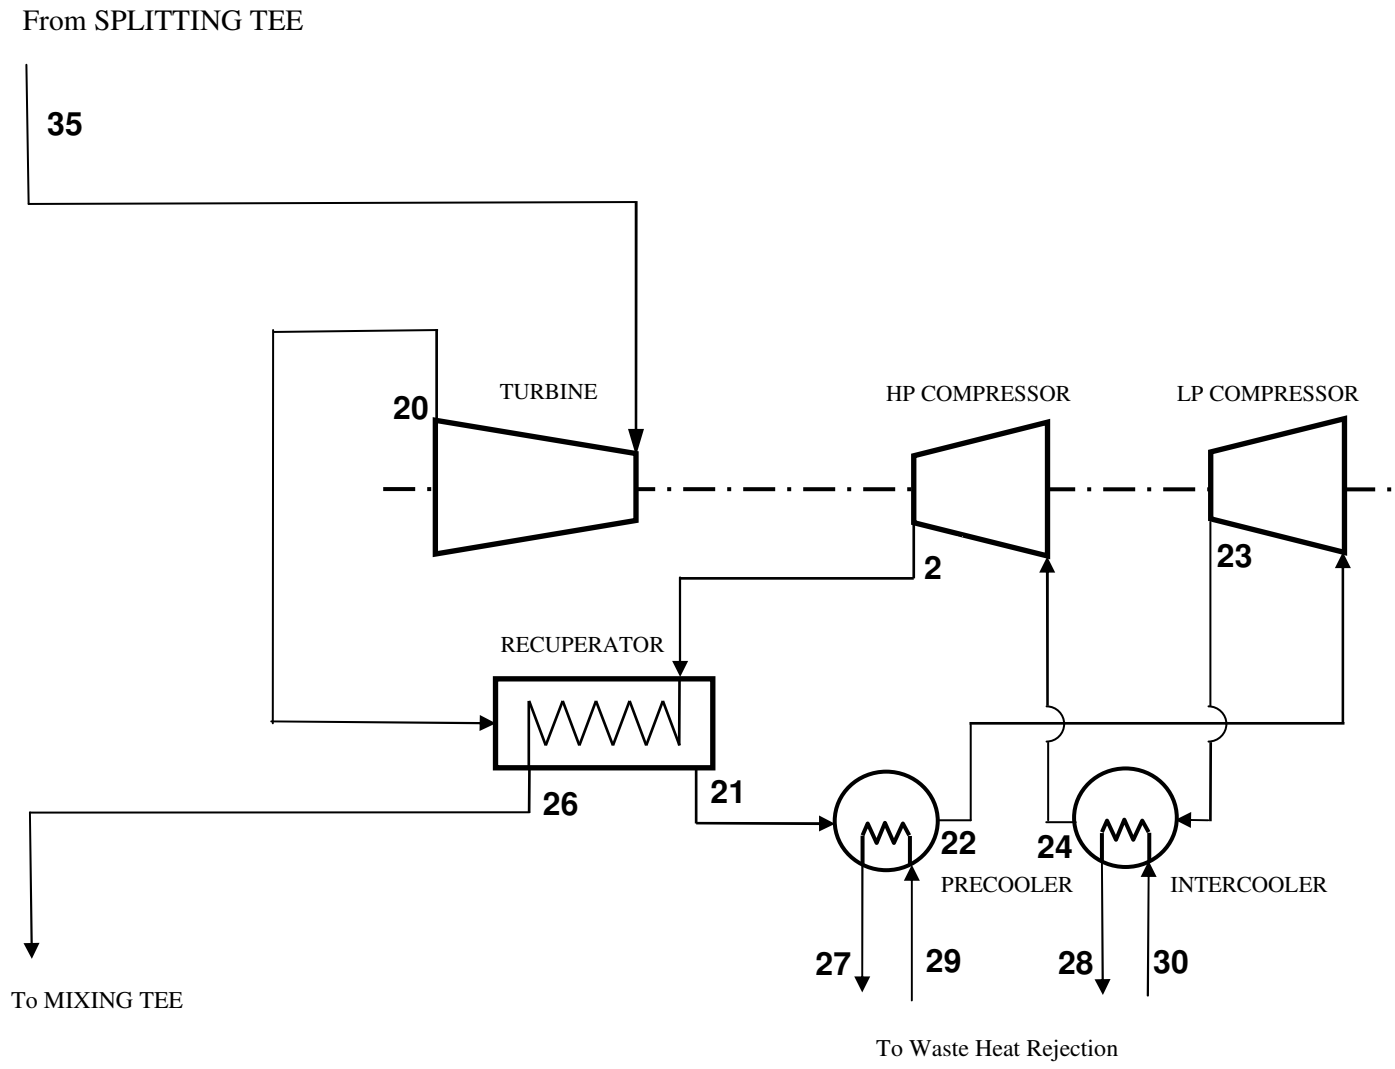 From SPLITTING TEE
35
TURBINE
HP COMPRESSOR
LP COMPRESSOR
20
2
23
RECUPERATOR
26
21
22
24
PRECOOLER
INTERCOOLER
27
29
28
30
To MIXING TEE
To Waste Heat Rejection